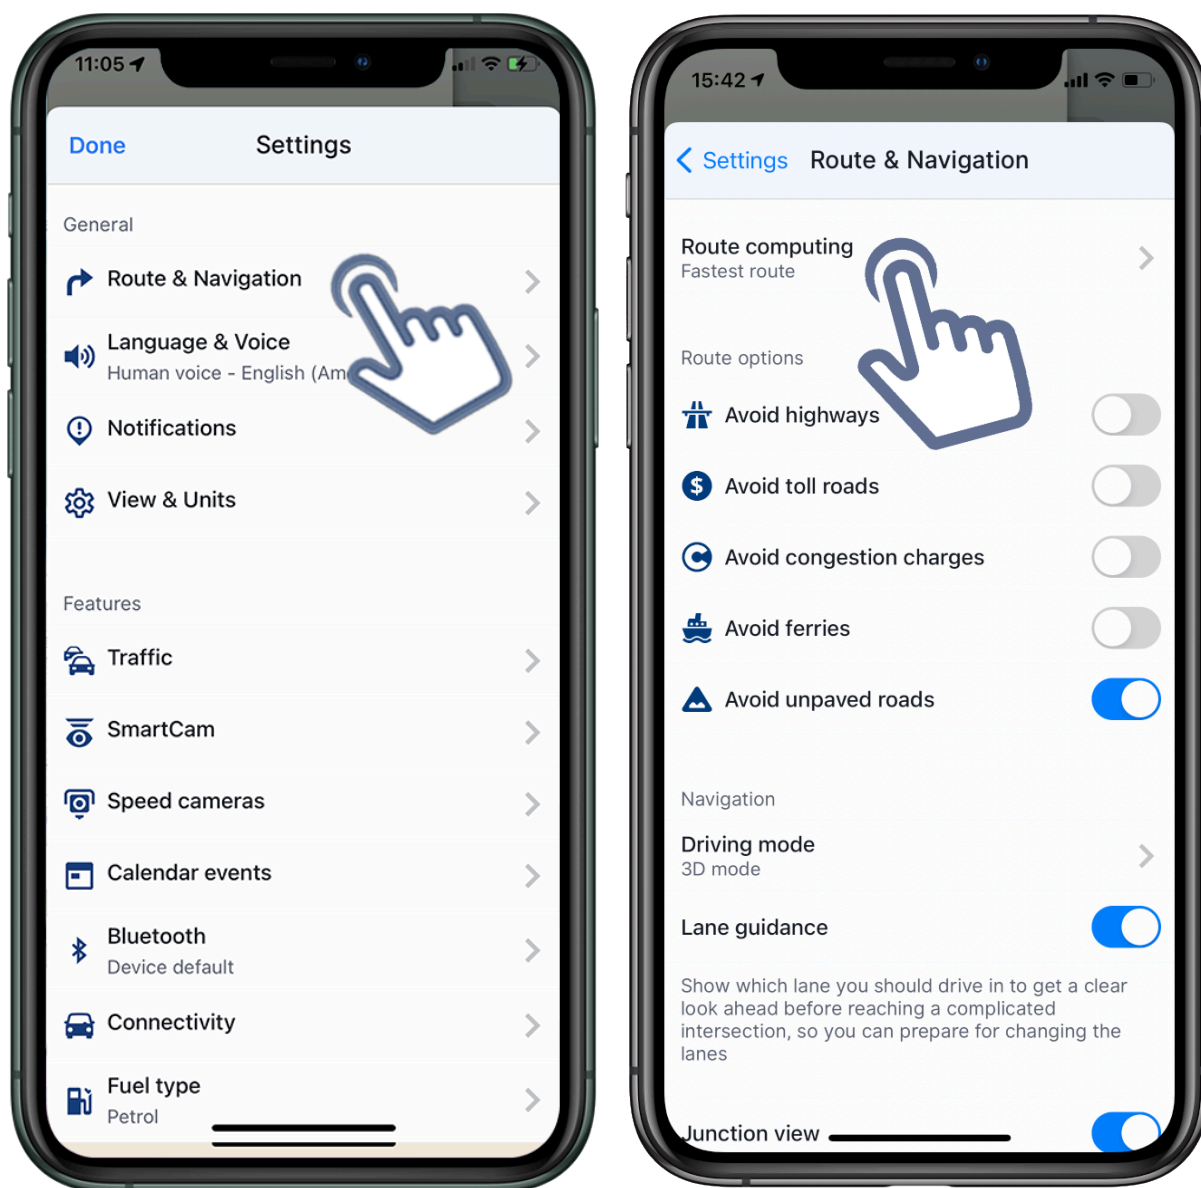 11:05
Done
Settings
General
Route & Navigation
Language & Voice
Human voice - English (Am
Notifications
View & Units
Features
Traffic
SmartCam
Speed cameras
Calendar events
Bluetooth
Device default
Connectivity
Fuel type
Petrol
15:42
Settings
Route & Navigation
Route computing
Fastest route
Route options
Avoid highways
Avoid toll roads
Avoid congestion charges
Avoid ferries
Avoid unpaved roads
Navigation
Driving mode
3D mode
Lane guidance
Show which lane you should drive in to get a clear
look ahead before reaching a complicated
intersection, so you can prepare for changing the
lanes
Junction view